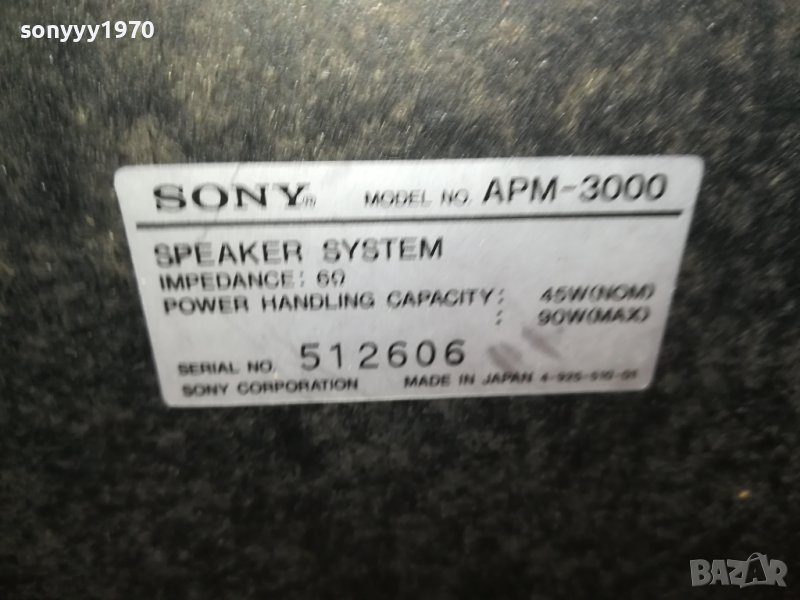 sonyyy1970
SONY® MODEL NO. APM-3000
SPEAKER SYSTEM
IMPEDANCE: 6Ω
POWER HANDLING CAPACITY: 45W(NOM)
: 90W(MAX)
SERIAL NO. 512606
SONY CORPORATION MADE IN JAPAN
BAZAR